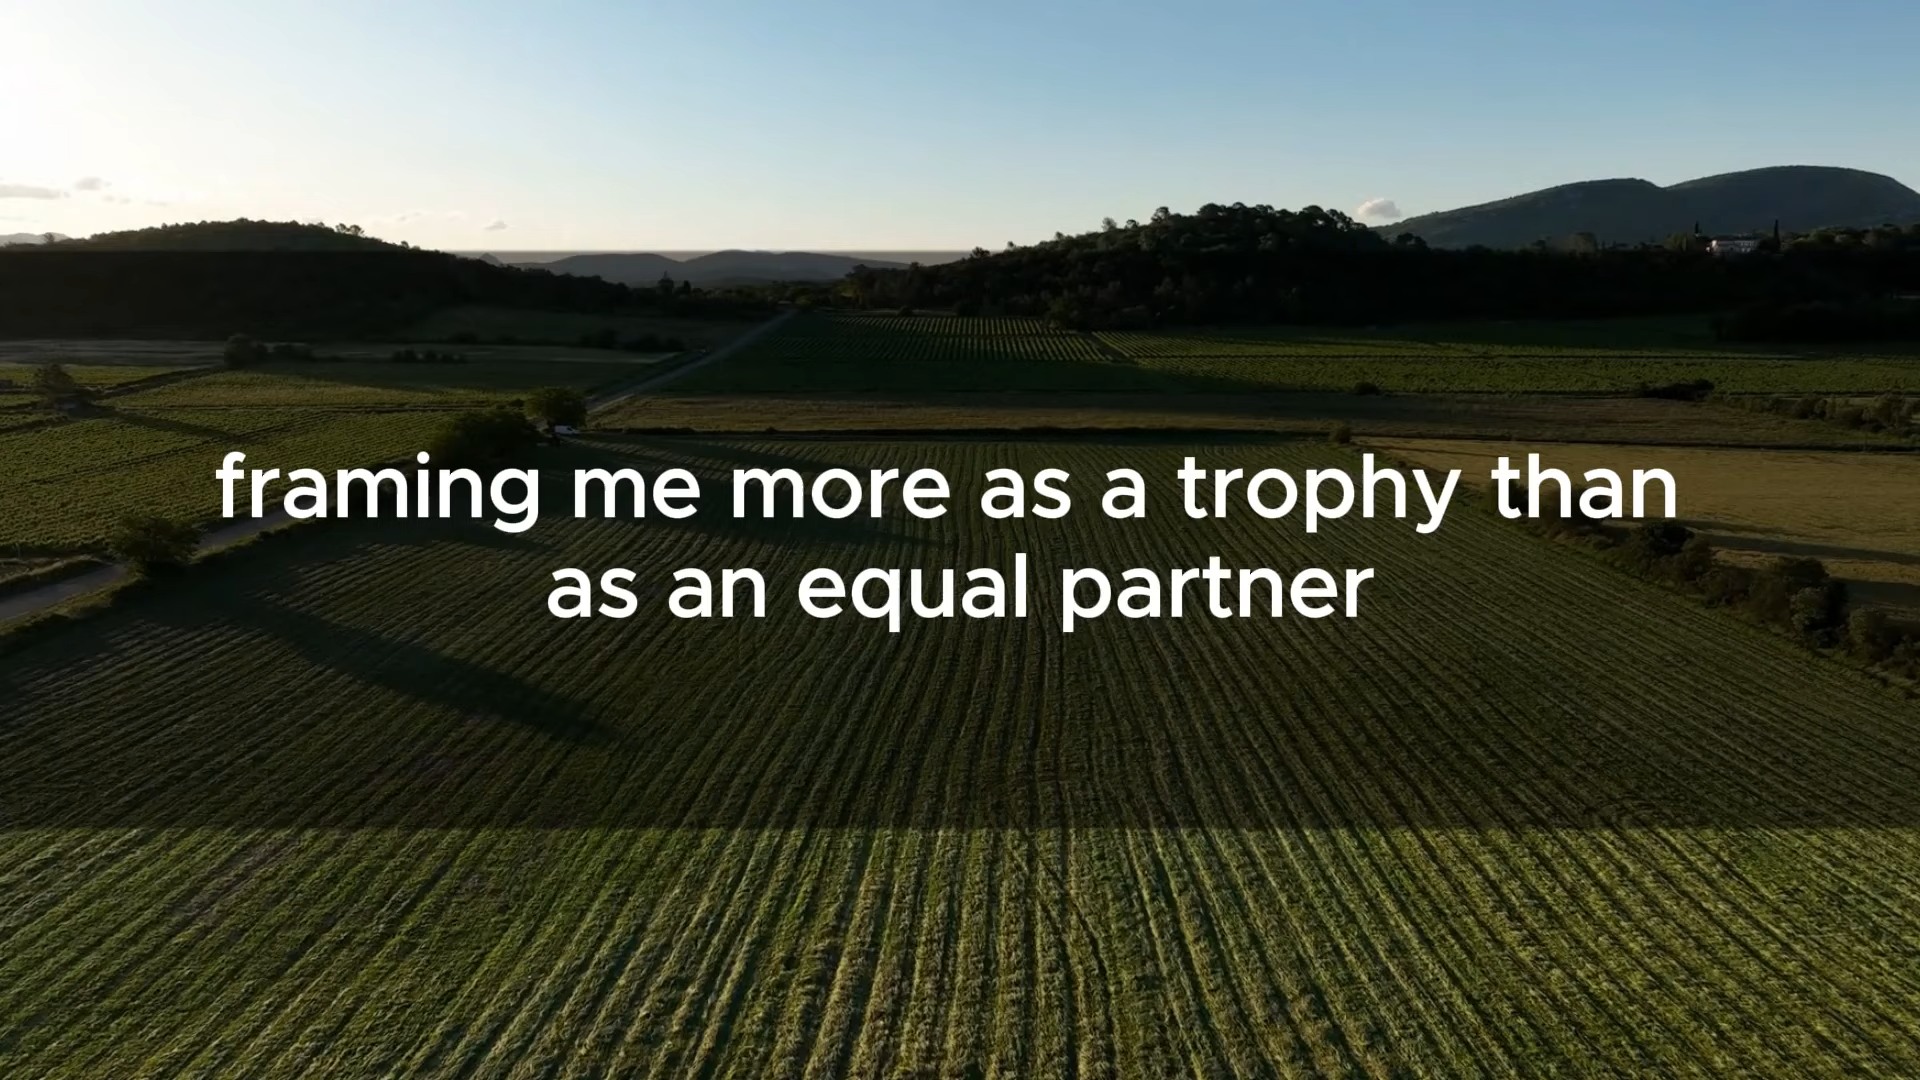 framing me more as a trophy than
as an equal partner